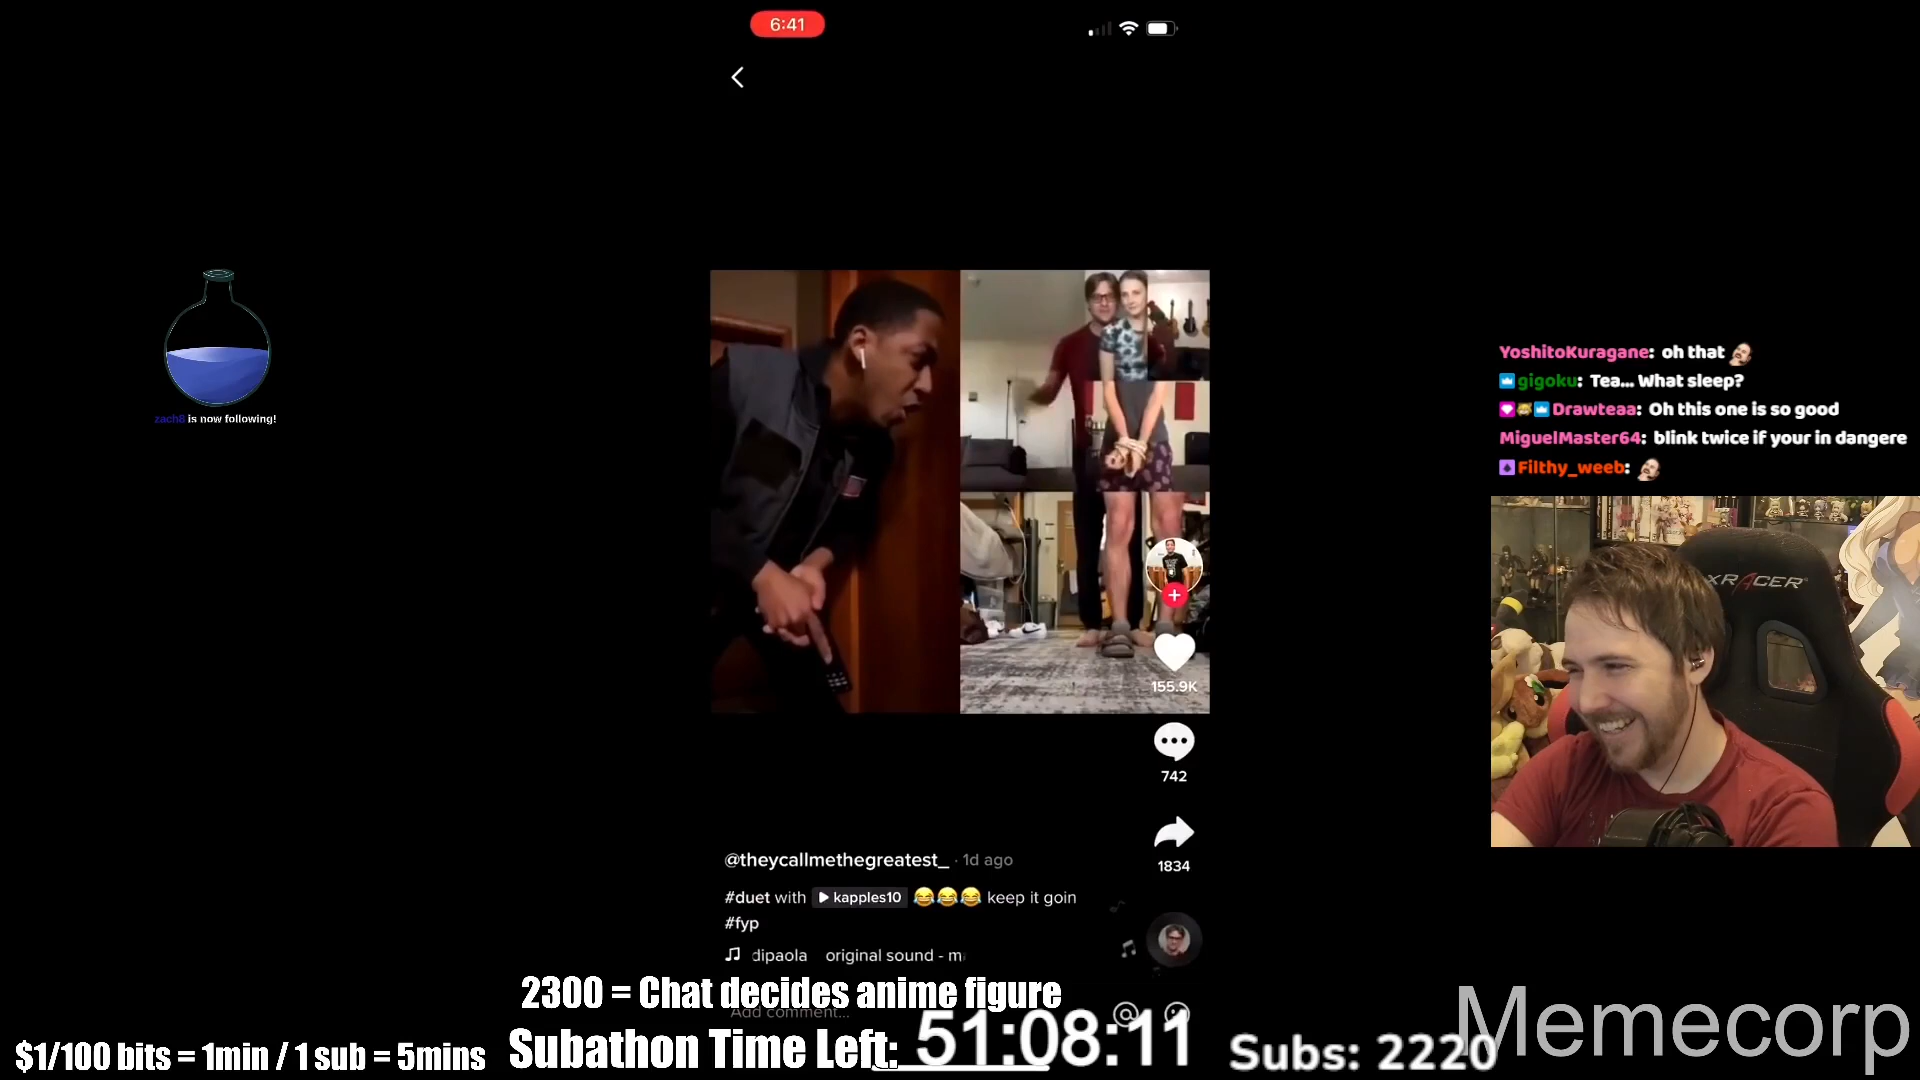 6:41
zach8 is now following!
YoshitoKuragane: oh that
gigoku: Tea... What sleep?
Drawteaa: Oh this one is so good
MiguelMaster64: blink twice if your in dangere
Filthy_weeb:
XRACER
155.9K
742
1834
@theycallmethegreatest_ · 1d ago
#duet with kapples10 😂😂😂 keep it goin
#fyp
dipaola original sound - m
2300 = Chat decides anime figure
Add comment...
$1/100 bits = 1min / 1 sub = 5mins
Subathon Time Left: 51:08:11
Subs: 2220
Memecorp